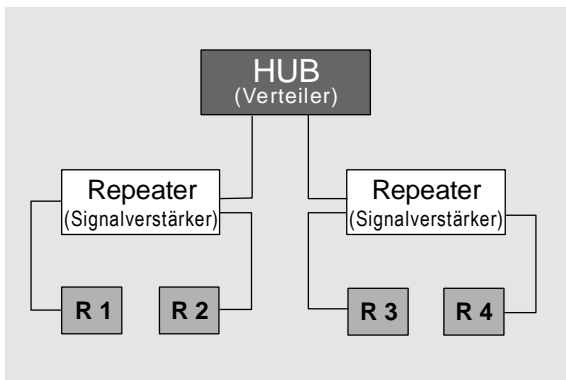 HUB
(Verteiler)
Repeater
(Signalverstärker)
Repeater
(Signalverstärker)
R 1
R 2
R 3
R 4